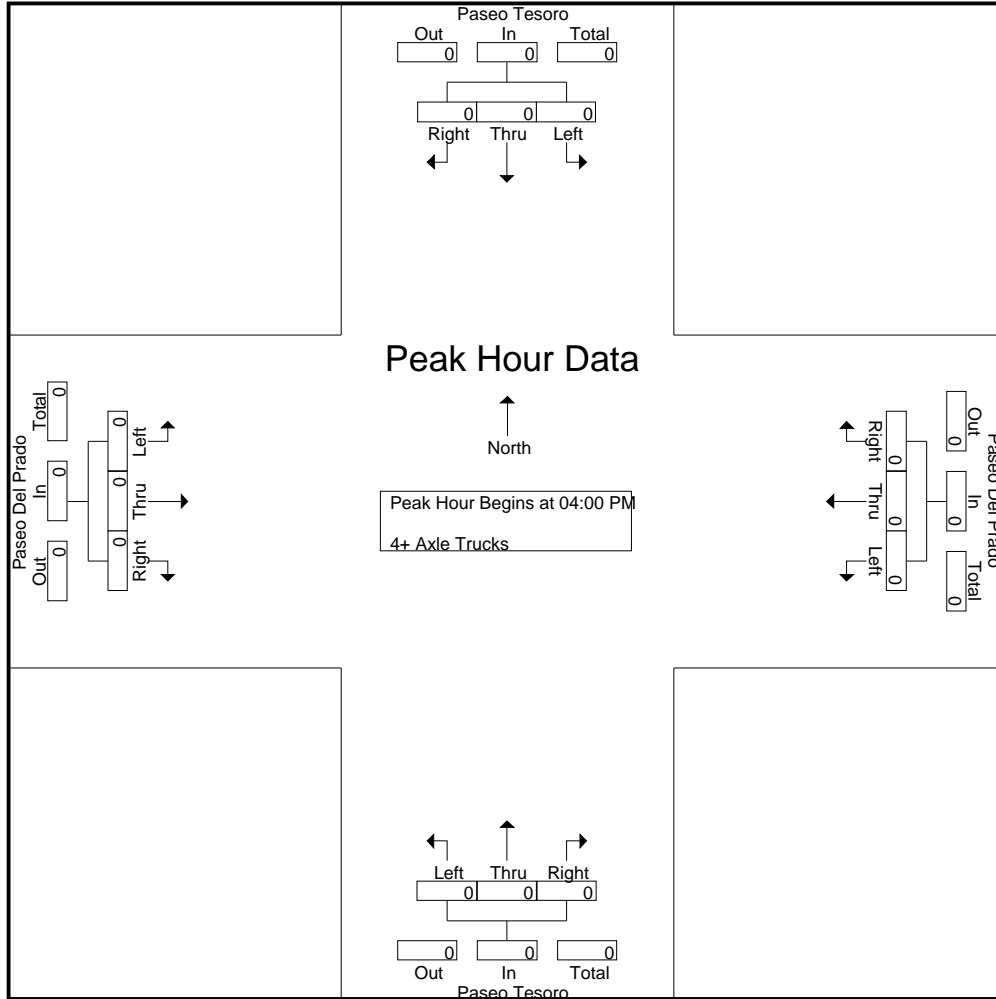 Paseo Tesoro
Out In Total
0 0 0
0 0 0
Right Thru Left
Peak Hour Data
North
Peak Hour Begins at 04:00 PM
4+ Axle Trucks
Paseo Del Prado
Out In Total
0 0 0
Right Thru Left
0 0 0
Paseo Del Prado
Out In Total
0 0 0
Right Thru Left
0 0 0
Left Thru Right
0 0 0
0 0 0
Out In Total
Paseo Tesoro